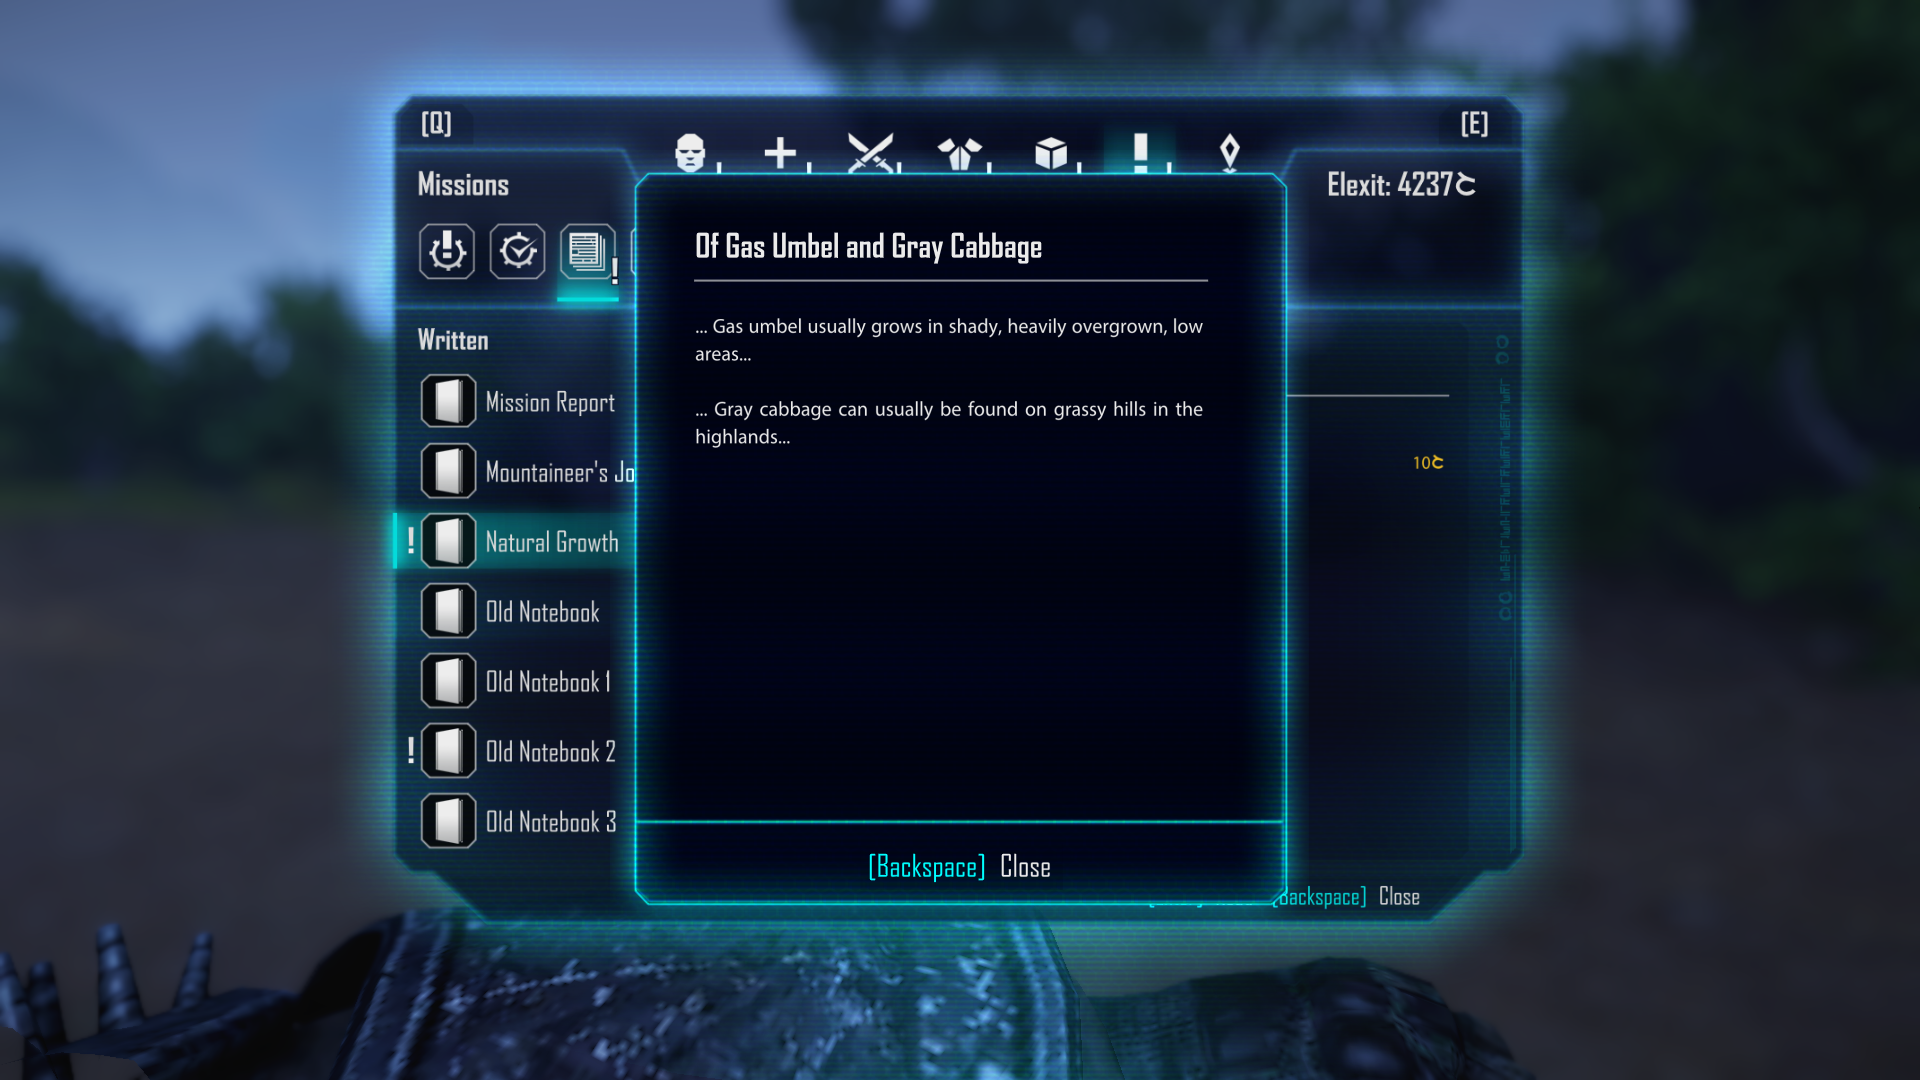 [Q]
[E]
Missions
Elexit: 4237
Of Gas Umbel and Gray Cabbage
... Gas umbel usually grows in shady, heavily overgrown, low
areas...
... Gray cabbage can usually be found on grassy hills in the
highlands...
Written
Mission Report
Mountaineer's Jo
! Natural Growth
Old Notebook
Old Notebook 1
! Old Notebook 2
Old Notebook 3
10
[Backspace] Close
Backspace] Close